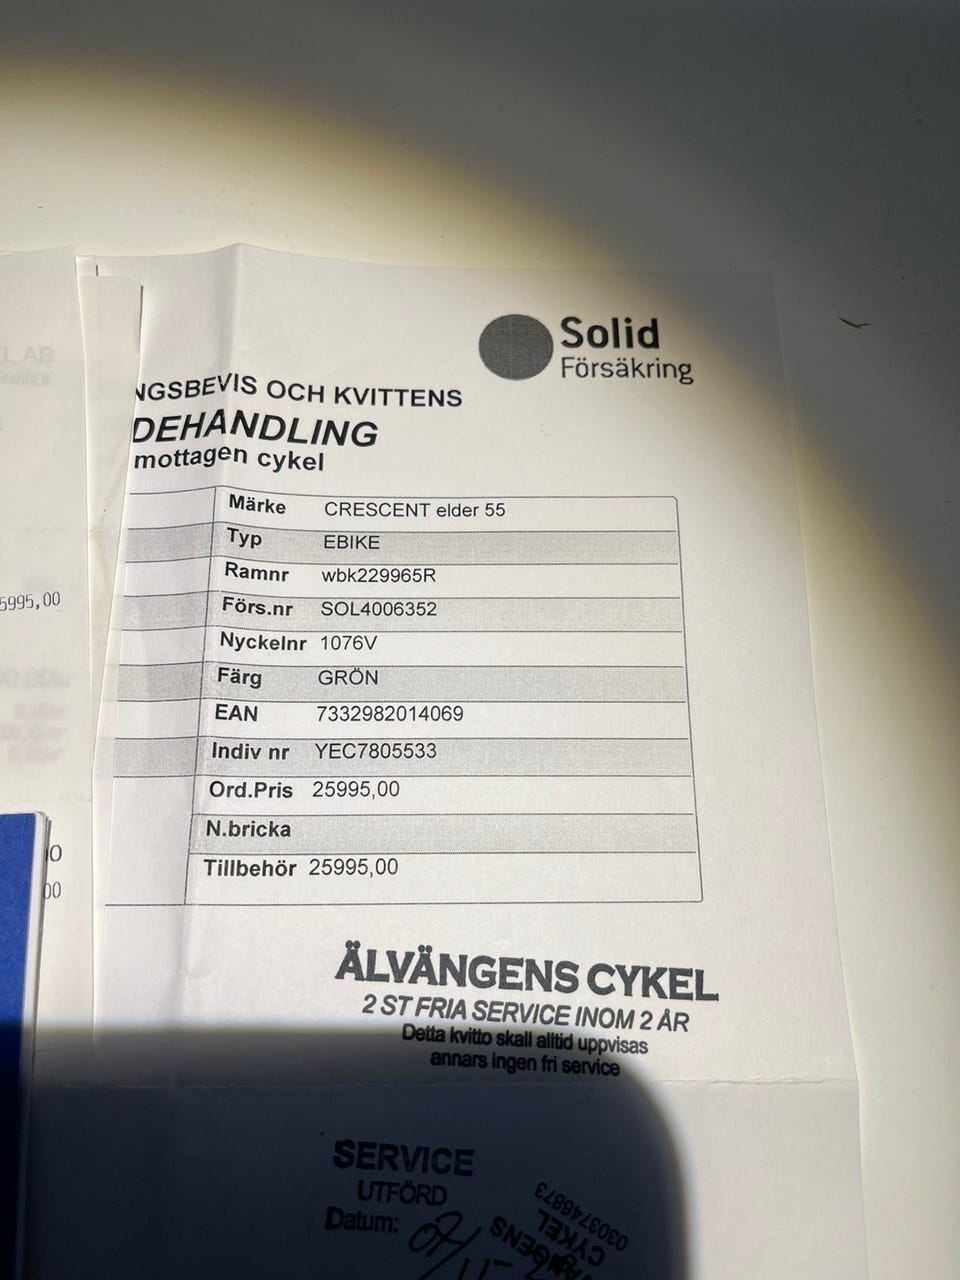 Solid
Försäkring
NGSBEVIS OCH KVITTENS
DEHANDLING
mottagen cykel
Märke CRESCENT elder 55
Typ EBIKE
Ramnr wbk229965R
Förs.nr SOL4006352
Nyckelnr 1076V
Färg GRÖN
EAN 7332982014069
Indiv nr YEC7805533
Ord.Pris 25995,00
N.bricka
Tillbehör 25995,00
L AB
5995,00
ÄLVÄNGENS CYKEL
2 ST FRIA SERVICE INOM 2 ÅR
Detta kvitto skall alltid uppvisas
annars ingen fri service
SERVICE
UTFÖRD
Datum:
CYKEL
0303746873